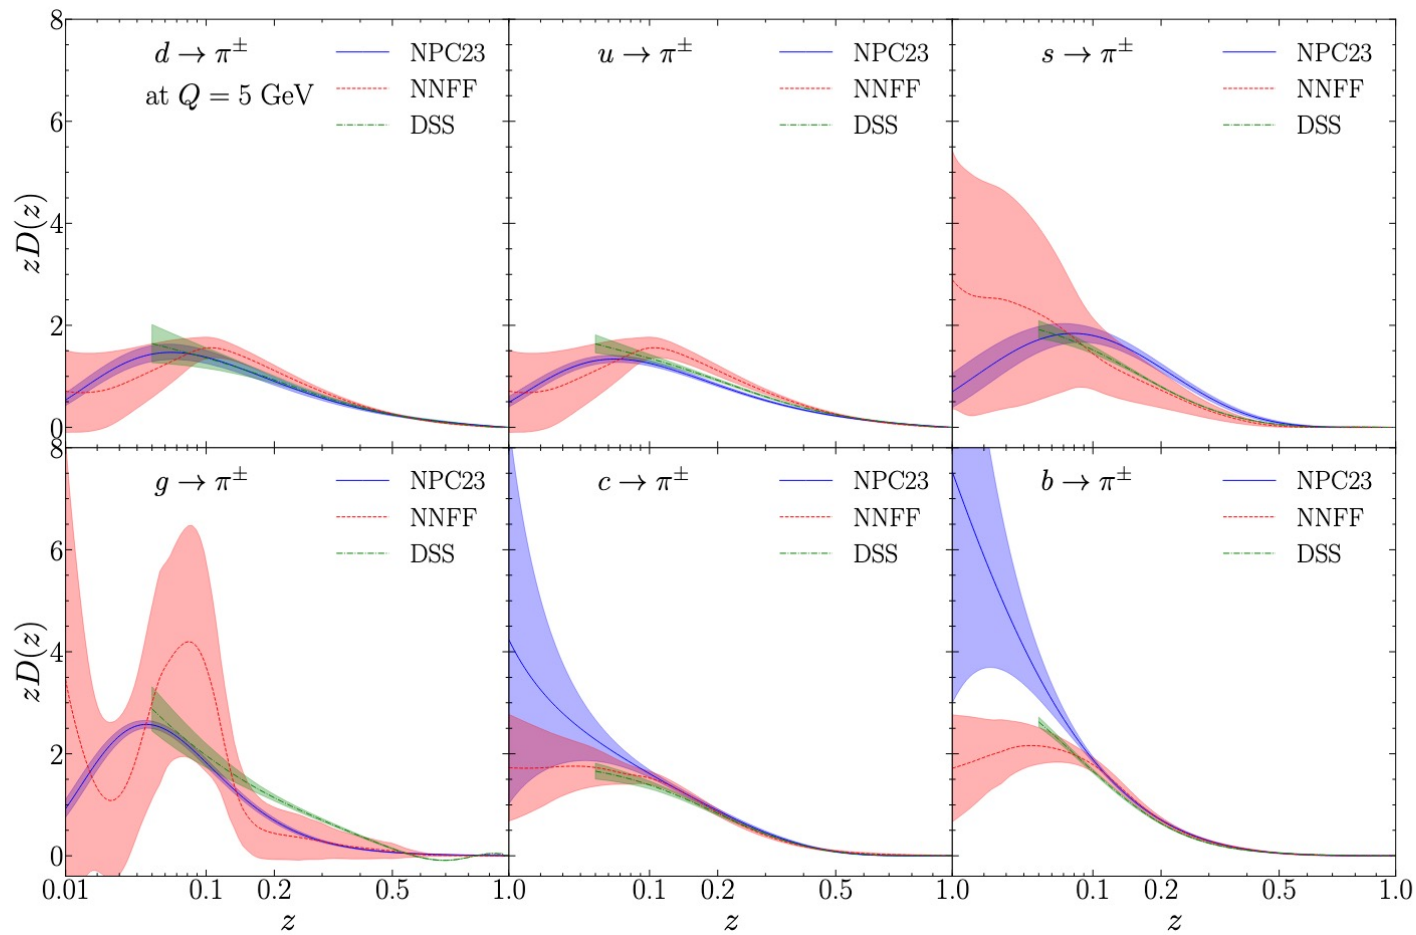 d → π±
at Q = 5 GeV
NPC23
NNFF
DSS
u → π±
NPC23
NNFF
DSS
s → π±
NPC23
NNFF
DSS
zD(z)
8
6
4
2
0
g → π±
NPC23
NNFF
DSS
c → π±
NPC23
NNFF
DSS
b → π±
NPC23
NNFF
DSS
zD(z)
8
6
4
2
0
0.01 0.1 0.2 0.5 1.0 0.1 0.2 0.5 1.0 0.1 0.2 0.5 1.0
z z z